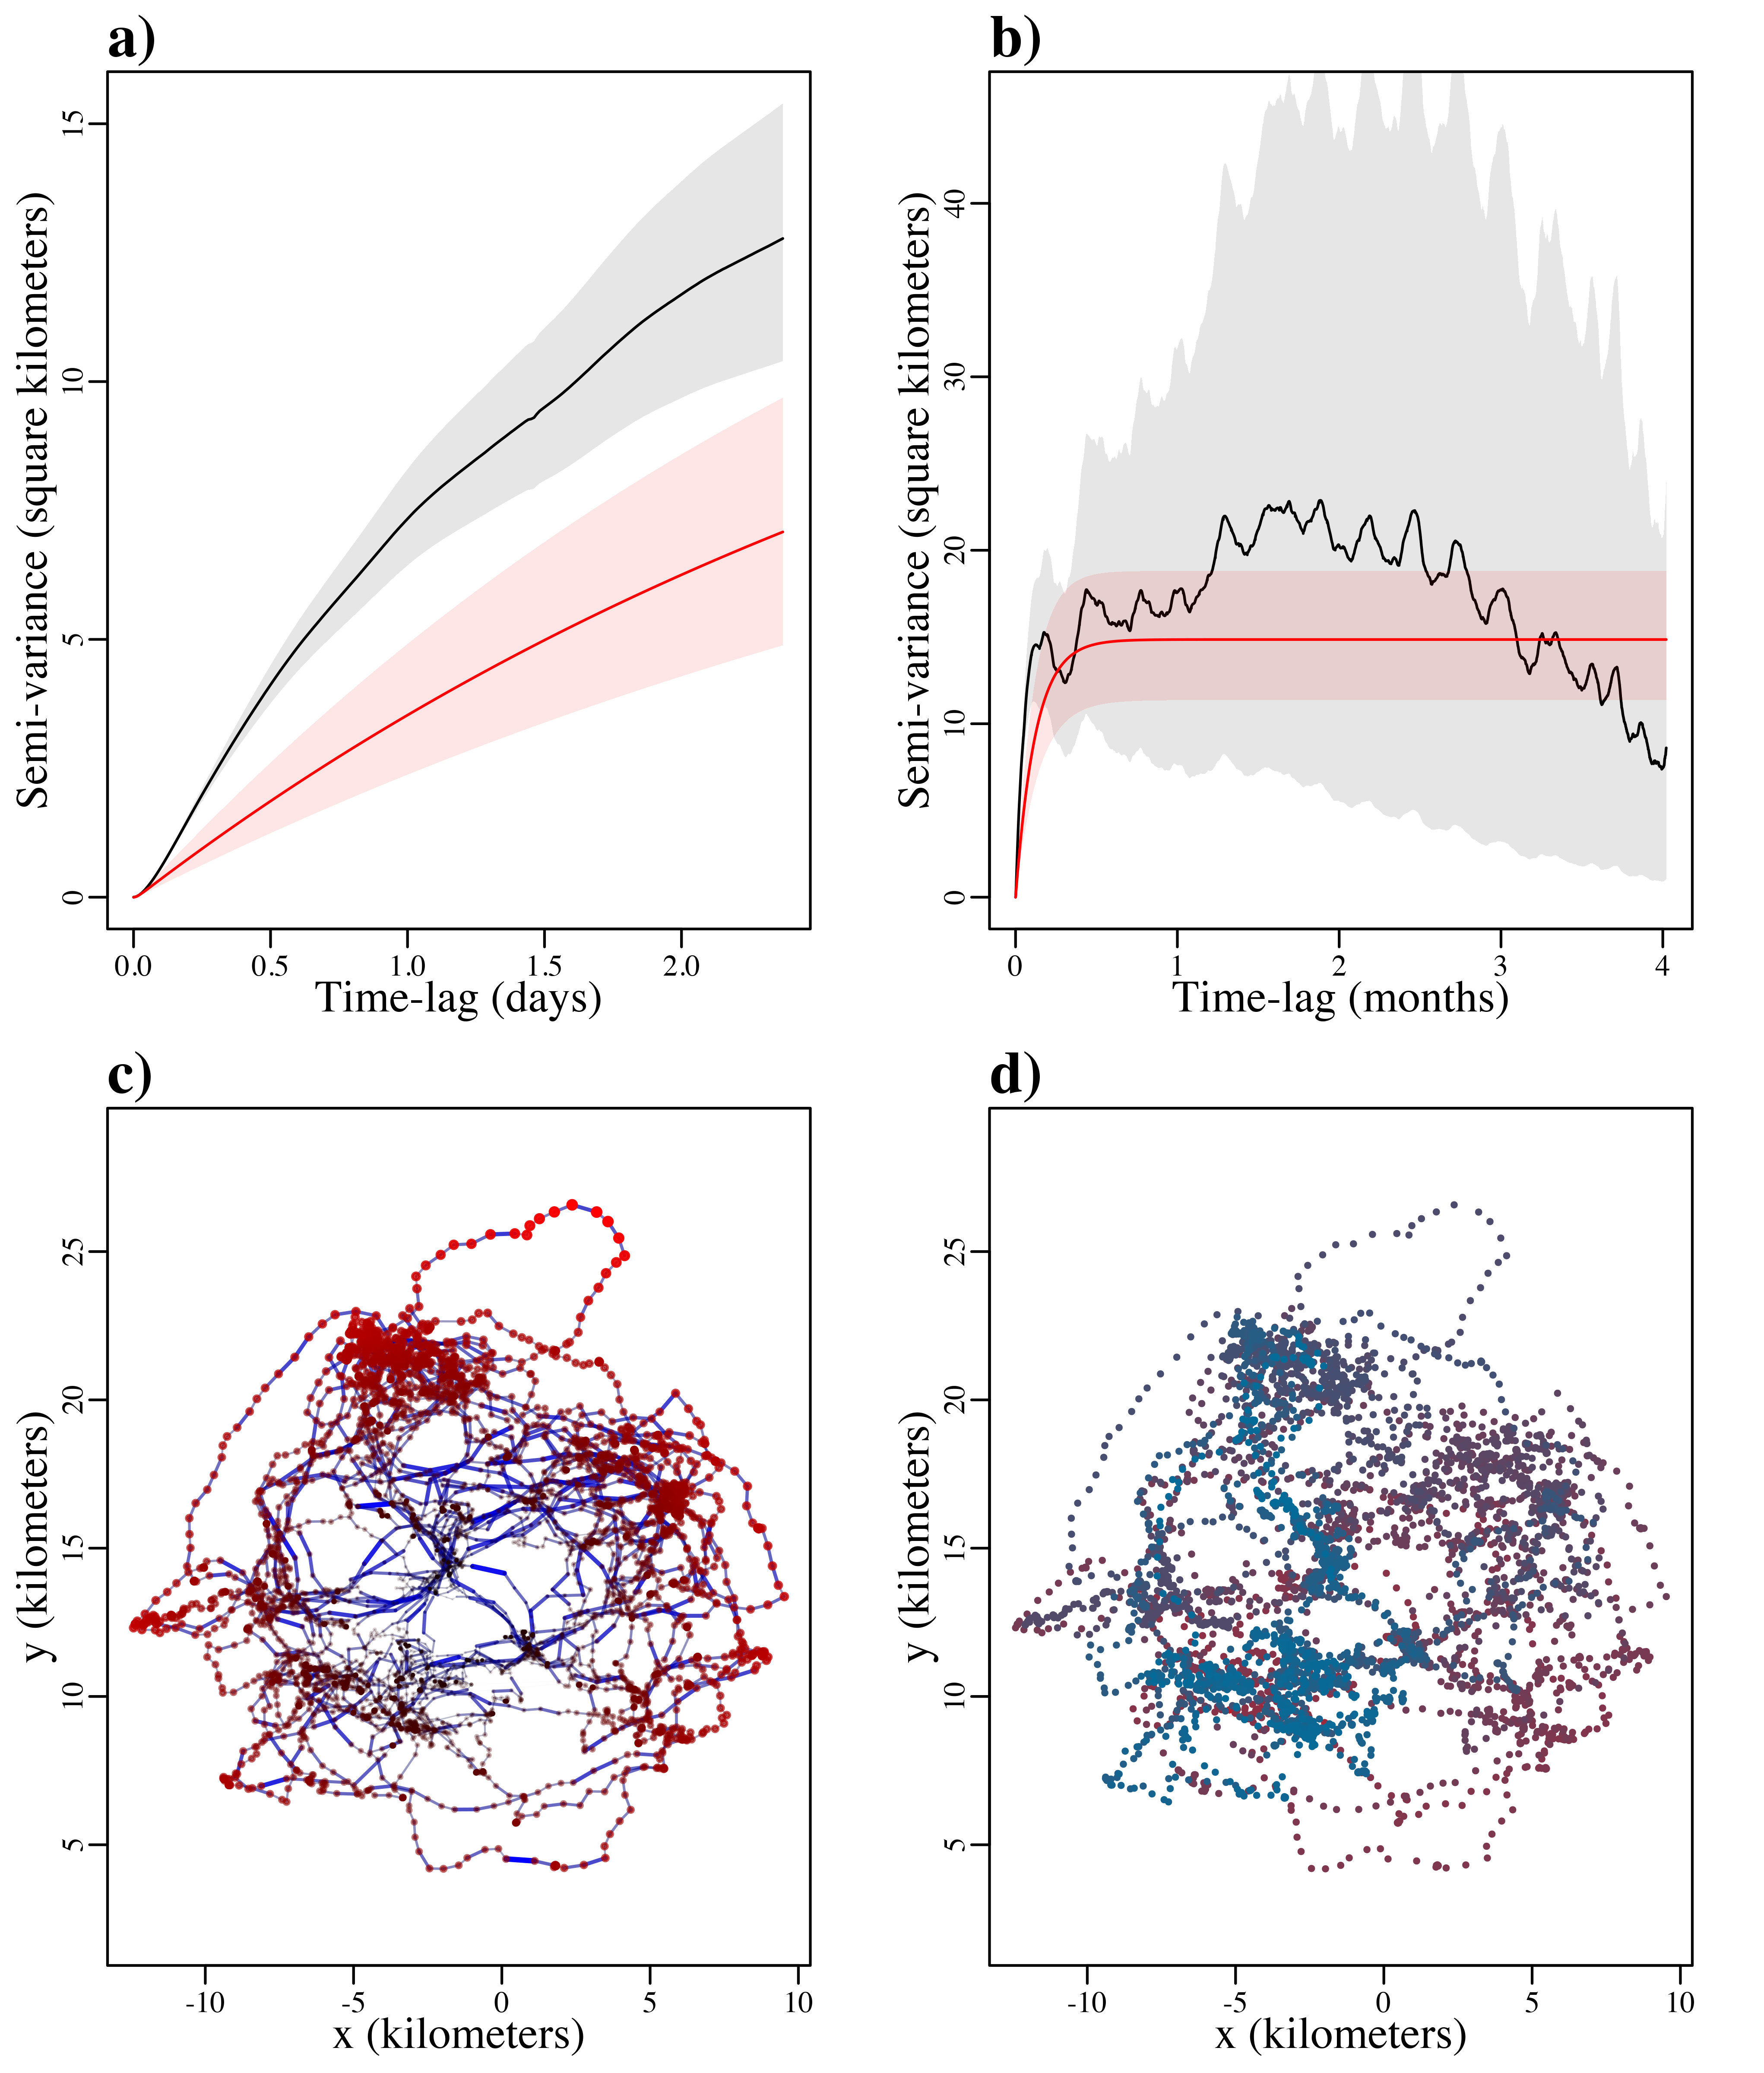 a)
Semi-variance (square kilometers)
15
10
5
0
0.0 0.5 1.0 1.5 2.0
Time-lag (days)
b)
Semi-variance (square kilometers)
40
30
20
10
0
0 1 2 3 4
Time-lag (months)
c)
y (kilometers)
25
20
15
10
5
-10 -5 0 5 10
x (kilometers)
d)
y (kilometers)
25
20
15
10
5
-10 -5 0 5 10
x (kilometers)